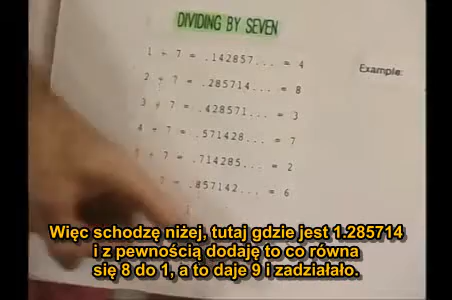 DIVIDING BY SEVEN
1 ÷ 7 = .142857... = 4
Example:
2 ÷ 7 = .285714... = 8
3 ÷ 7 = .428571... = 3
4 ÷ 7 = .571428... = 7
÷ 7 = .714285... = 2
7 = .857142... = 6
Więc schodzę niżej, tutaj gdzie jest 1.285714
i z pewnością dodaję to co równa
się 8 do 1, a to daje 9 i zadziałało.